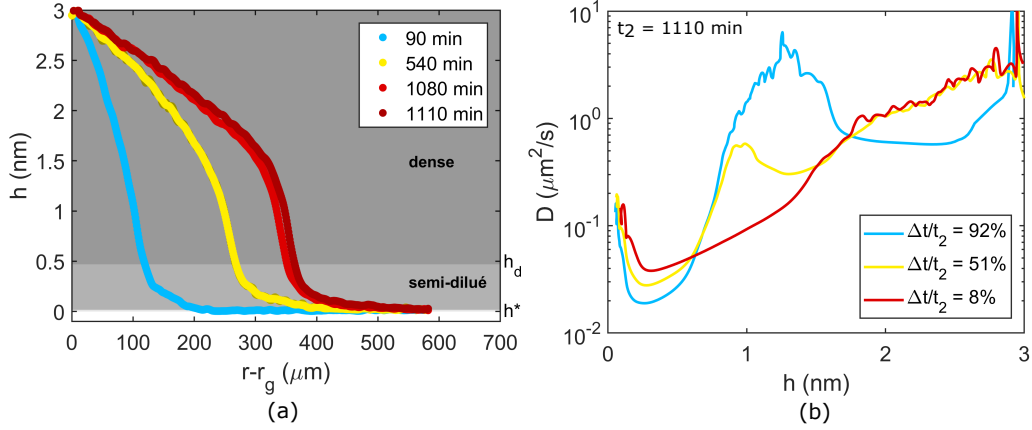 (a)
3
2.5
2
1.5
1
0.5
0
h (nm)
90 min
540 min
1080 min
1110 min
dense
semi-dilué
h_d
h*
0
100
200
300
400
500
600
700
r-r_g (μm)
(a)
t_2 = 1110 min
10^1
10^0
10^-1
10^-2
D (μm^2/s)
Δt/t_2 = 92%
Δt/t_2 = 51%
Δt/t_2 = 8%
0
1
2
3
h (nm)
(b)